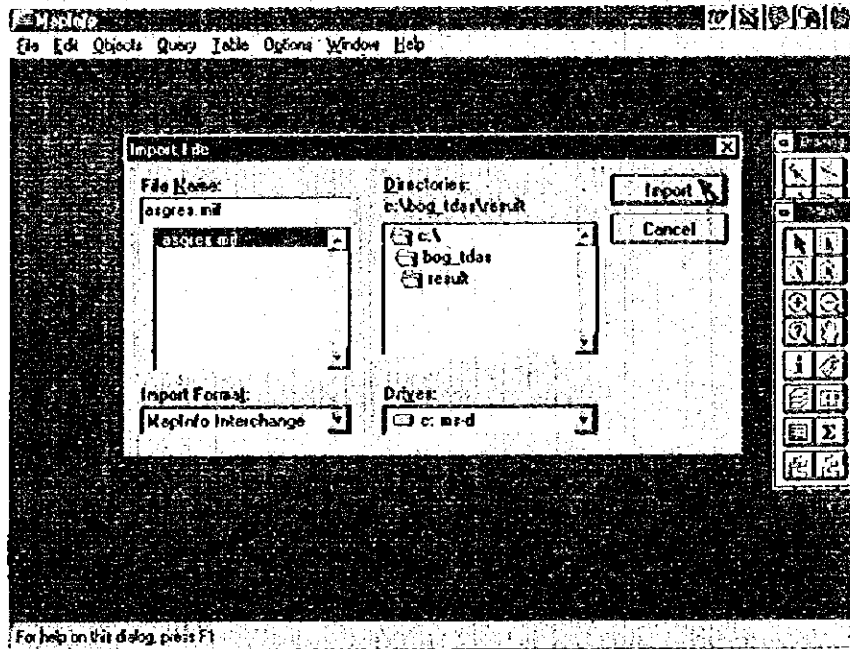 MapInfo
File Edit Objects Query Table Options Window Help
Import File
File Name:
asgres.mif
asgres.mif
Directories:
c:\bog_tdas\result
c:\
bog_tdas
result
Import
Cancel
Import Format:
MapInfo Interchange
Drives:
c: ms-d
For help on this dialog, press F1